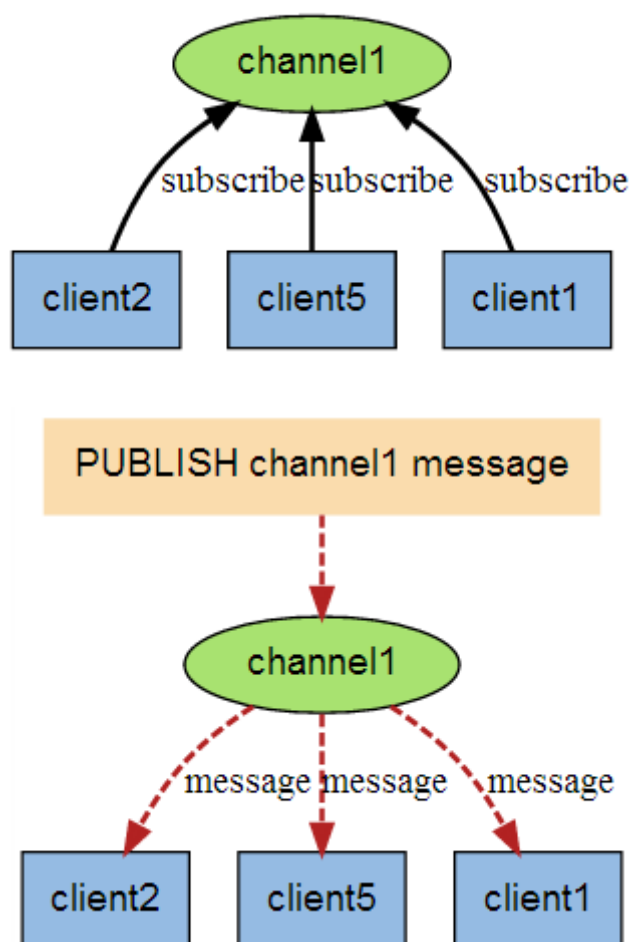 channel1
subscribe subscribe subscribe
client2 client5 client1
PUBLISH channel1 message
channel1
message message message
client2 client5 client1